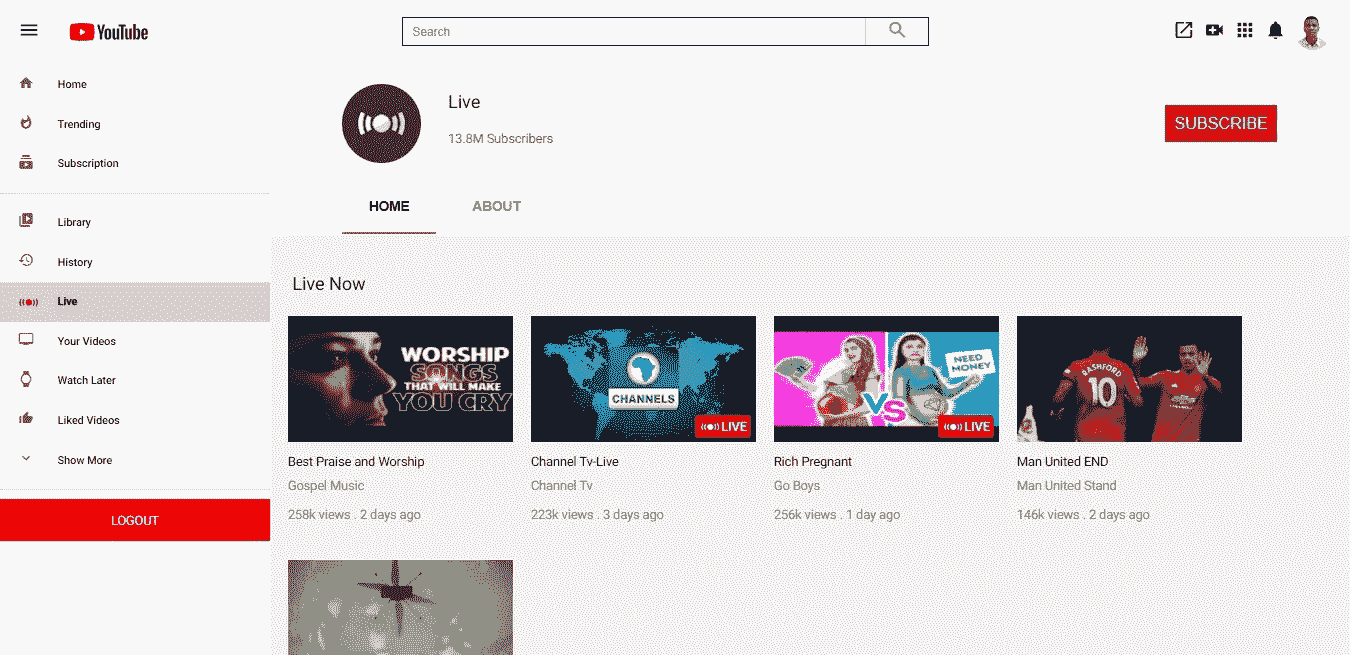 YouTube
Search
Home
Trending
Subscription
Library
History
Live
Your Videos
Watch Later
Liked Videos
Show More
LOGOUT
Live
13.8M Subscribers
SUBSCRIBE
HOME ABOUT
Live Now
WORSHIP
SONGS
THAT WILL MAKE
YOU CRY
Best Praise and Worship
Gospel Music
258k views . 2 days ago
CHANNELS
LIVE
Channel Tv-Live
Channel Tv
223k views . 3 days ago
NEED
MONEY
VS
LIVE
Rich Pregnant
Go Boys
256k views . 1 day ago
RASHFORD
10
Man United END
Man United Stand
146k views . 2 days ago